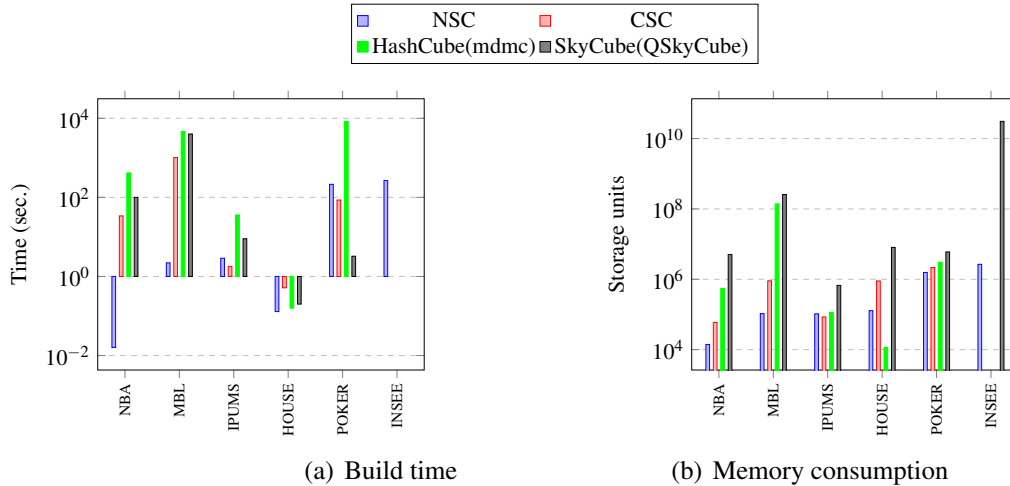 NSC CSC
HashCube(mdmc) SkyCube(QSkyCube)
Time (sec.)
10^4
10^2
10^0
10^−2
NBA
MBL
IPUMS
HOUSE
POKER
INSEE
(a) Build time
Storage units
10^10
10^8
10^6
10^4
NBA
MBL
IPUMS
HOUSE
POKER
INSEE
(b) Memory consumption